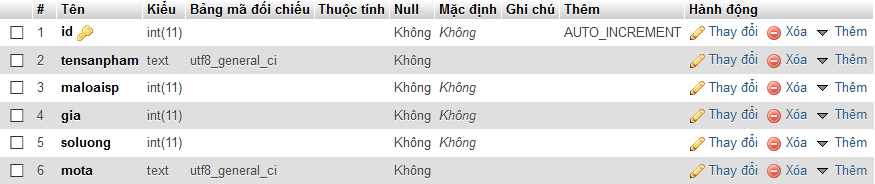 # Tên Kiểu Bảng mã đối chiếu Thuộc tính Null Mặc định Ghi chú Thêm Hành động
1 id int(11) Không Không AUTO_INCREMENT Thay đổi Xóa Thêm
2 tensanpham text utf8_general_ci Không Thay đổi Xóa Thêm
3 maloaisp int(11) Không Không Thay đổi Xóa Thêm
4 gia int(11) Không Không Thay đổi Xóa Thêm
5 soluong int(11) Không Không Thay đổi Xóa Thêm
6 mota text utf8_general_ci Không Thay đổi Xóa Thêm